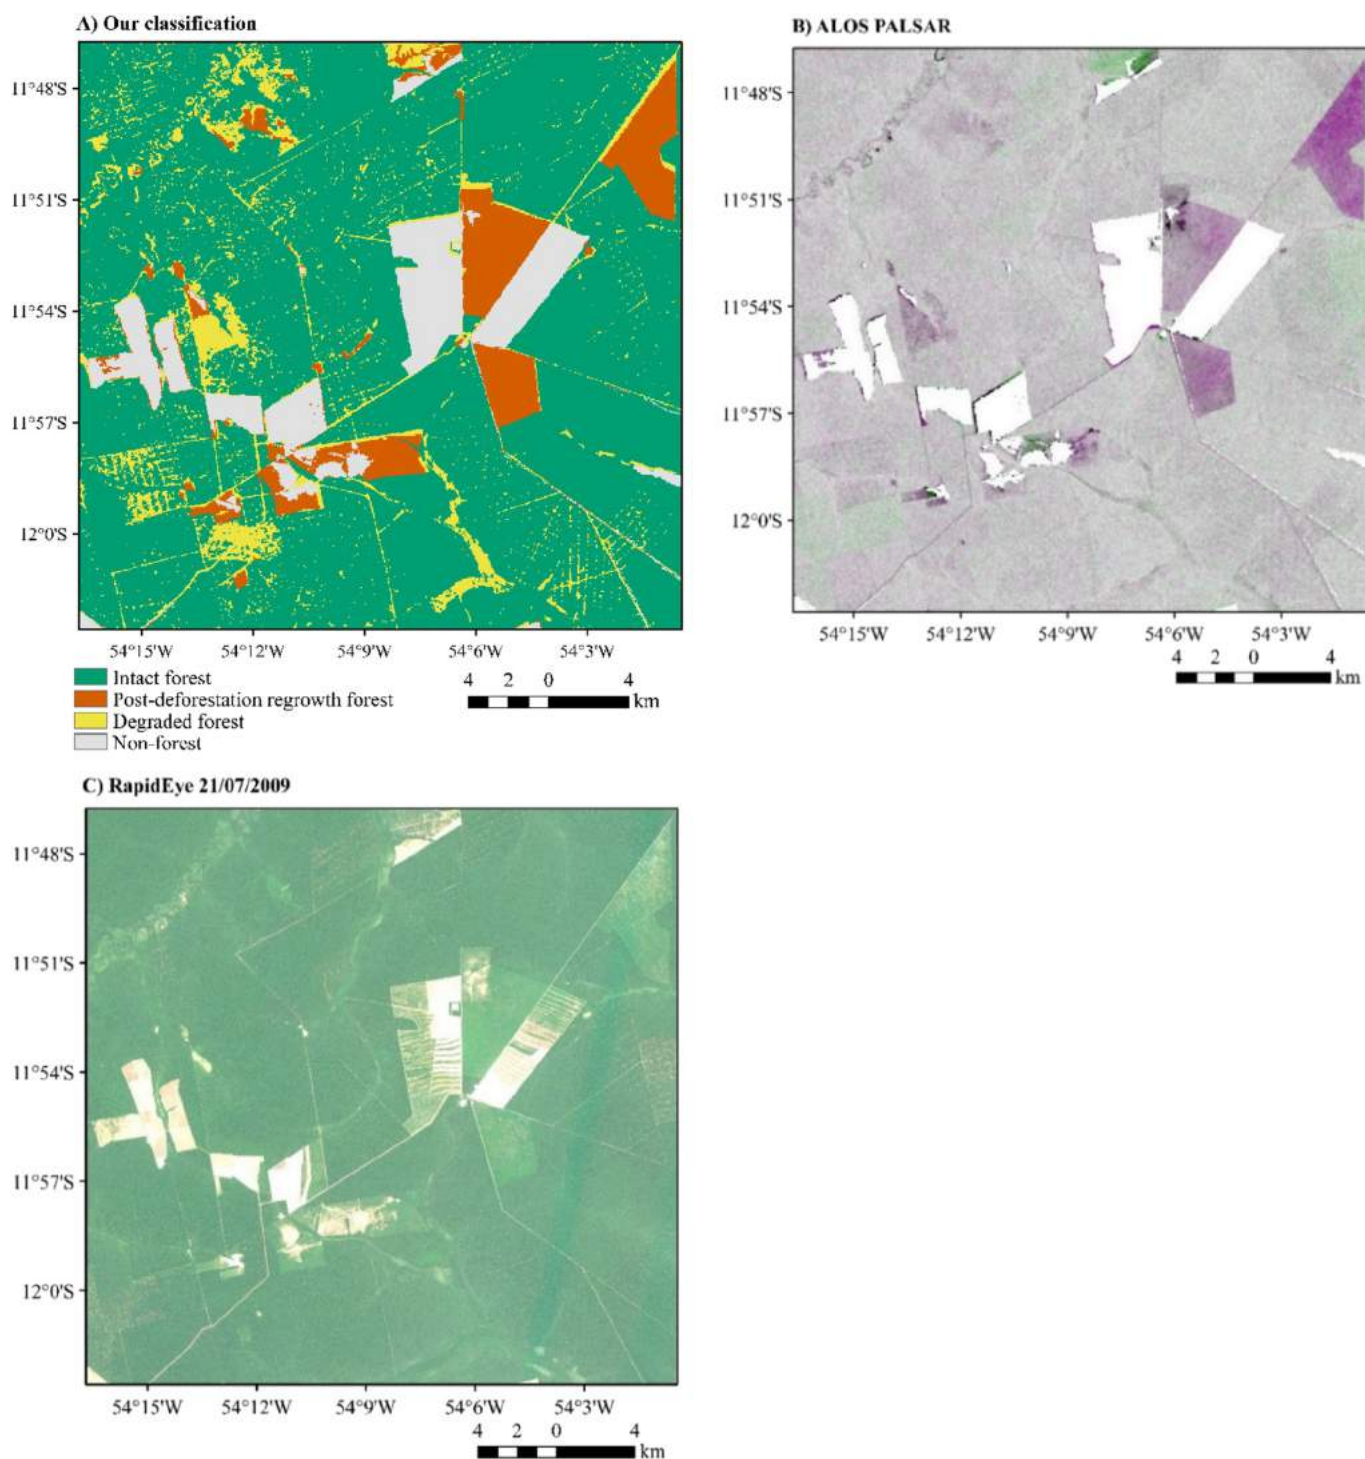 A) Our classification
11°48'S
11°51'S
11°54'S
11°57'S
12°0'S
54°15'W 54°12'W 54°9'W 54°6'W 54°3'W
Intact forest
Post-deforestation regrowth forest
Degraded forest
Non-forest
4 2 0 4
km
B) ALOS PALSAR
11°48'S
11°51'S
11°54'S
11°57'S
12°0'S
54°15'W 54°12'W 54°9'W 54°6'W 54°3'W
4 2 0 4
km
C) RapidEye 21/07/2009
11°48'S
11°51'S
11°54'S
11°57'S
12°0'S
54°15'W 54°12'W 54°9'W 54°6'W 54°3'W
4 2 0 4
km